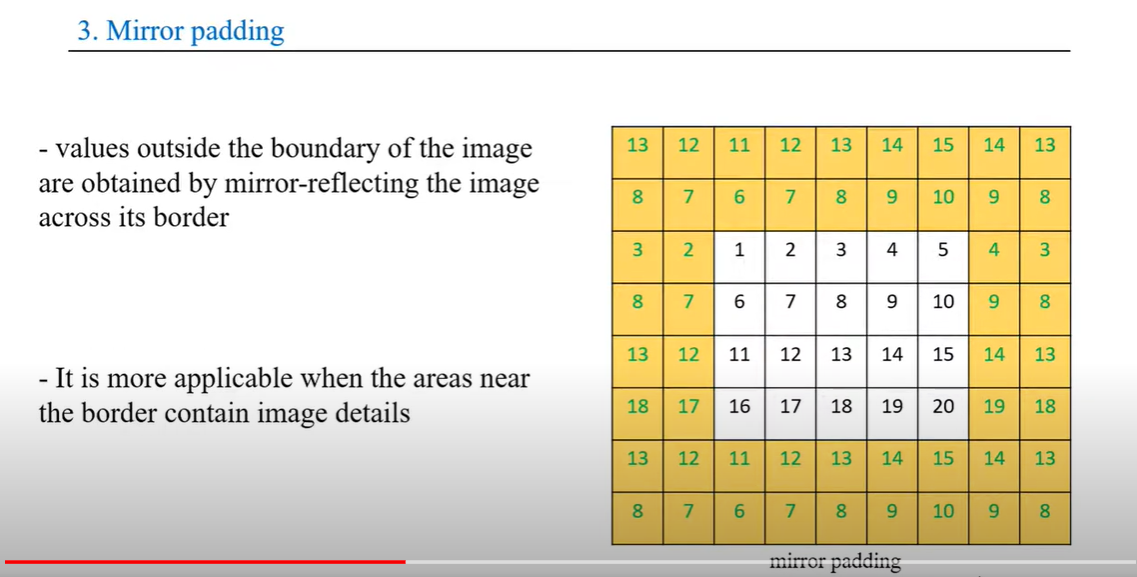 3. Mirror padding
- values outside the boundary of the image
are obtained by mirror-reflecting the image
across its border
- It is more applicable when the areas near
the border contain image details
13 12 11 12 13 14 15 14 13
8 7 6 7 8 9 10 9 8
3 2 1 2 3 4 5 4 3
8 7 6 7 8 9 10 9 8
13 12 11 12 13 14 15 14 13
18 17 16 17 18 19 20 19 18
13 12 11 12 13 14 15 14 13
8 7 6 7 8 9 10 9 8
mirror padding